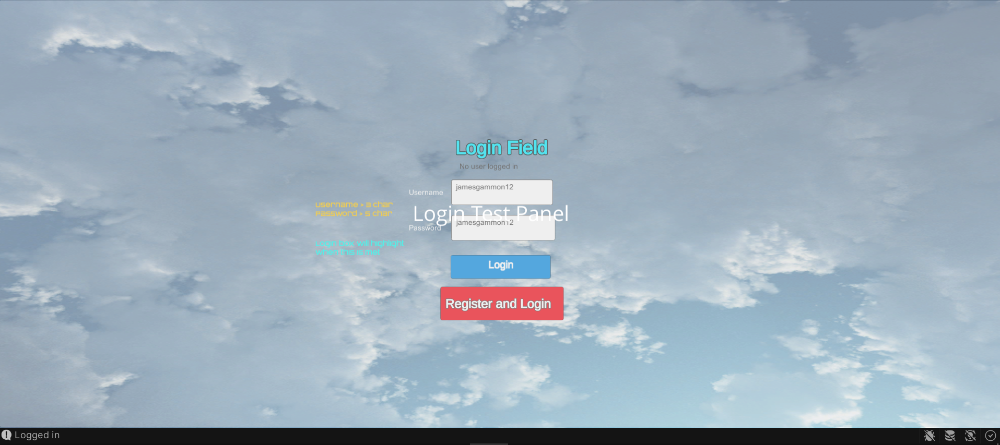 Login Field
No user logged in
Username
jamesgammon12
username > 3 char
Password > 5 char
Login Test Panel
Password
jamesgammon12
Login box will highlight
when this is met
Login
Register and Login
Logged in